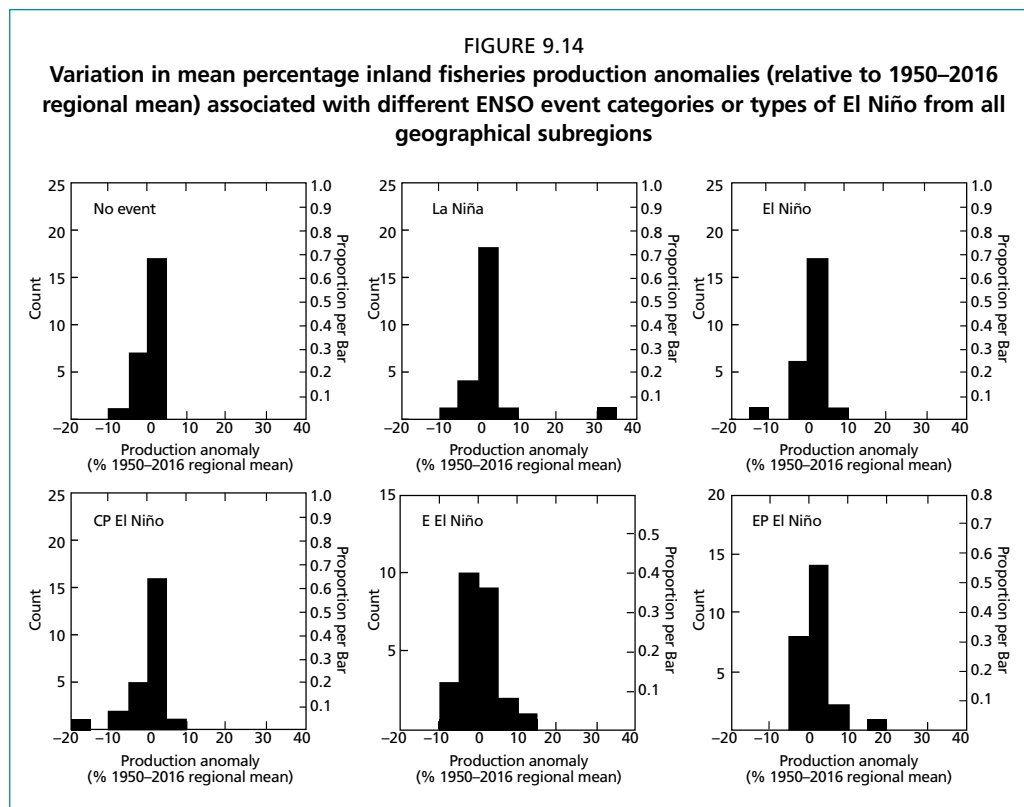 FIGURE 9.14
Variation in mean percentage inland fisheries production anomalies (relative to 1950–2016
regional mean) associated with different ENSO event categories or types of El Niño from all
geographical subregions
No event
25
20
15
10
5
Count
1.0
0.9
0.8
0.7
0.6
0.5
0.4
0.3
0.2
0.1
Proportion per Bar
–20 –10 0 10 20 30 40
Production anomaly
(% 1950–2016 regional mean)
La Niña
25
20
15
10
5
Count
1.0
0.9
0.8
0.7
0.6
0.5
0.4
0.3
0.2
0.1
Proportion per Bar
–20 –10 0 10 20 30 40
Production anomaly
(% 1950–2016 regional mean)
El Niño
25
20
15
10
5
Count
1.0
0.9
0.8
0.7
0.6
0.5
0.4
0.3
0.2
0.1
Proportion per Bar
–20 –10 0 10 20 30 40
Production anomaly
(% 1950–2016 regional mean)
CP El Niño
25
20
15
10
5
Count
1.0
0.9
0.8
0.7
0.6
0.5
0.4
0.3
0.2
0.1
Proportion per Bar
–20 –10 0 10 20 30 40
Production anomaly
(% 1950–2016 regional mean)
E El Niño
15
10
5
Count
0.5
0.4
0.3
0.2
0.1
Proportion per Bar
–20 –10 0 10 20 30 40
Production anomaly
(% 1950–2016 regional mean)
EP El Niño
20
15
10
5
Count
0.8
0.7
0.6
0.5
0.4
0.3
0.2
0.1
Proportion per Bar
–20 –10 0 10 20 30 40
Production anomaly
(% 1950–2016 regional mean)